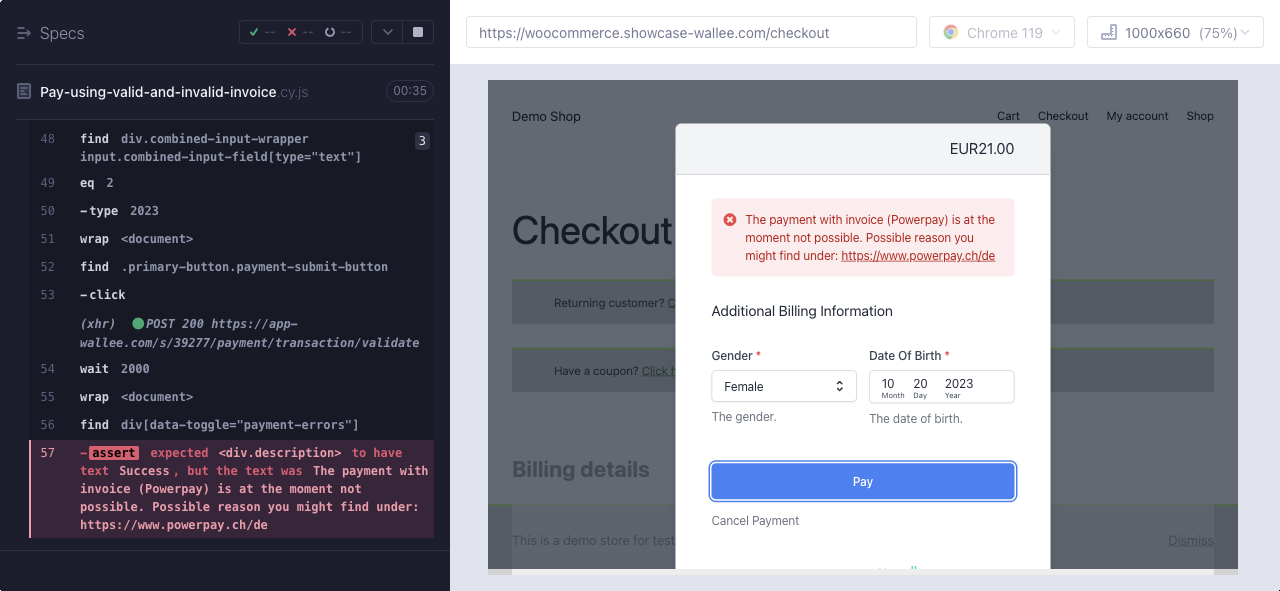 Specs
-- -- --
Pay-using-valid-and-invalid-invoice.cy.js 00:35
48 find div.combined-input-wrapper 3
input.combined-input-field[type="text"]
49 eq 2
50 -type 2023
51 wrap <document>
52 find .primary-button.payment-submit-button
53 -click
(xhr) POST 200 https://app-
wallee.com/s/39277/payment/transaction/validate
54 wait 2000
55 wrap <document>
56 find div[data-toggle="payment-errors"]
57 -assert expected <div.description> to have
text Success, but the text was The payment with
invoice (Powerpay) is at the moment not
possible. Possible reason you might find under:
https://www.powerpay.ch/de
https://woocommerce.showcase-wallee.com/checkout
Chrome 119
1000x660 (75%)
Demo Shop
Cart Checkout My account Shop
EUR21.00
Checkout
The payment with invoice (Powerpay) is at the
moment not possible. Possible reason you
might find under: https://www.powerpay.ch/de
Returning customer?
Additional Billing Information
Have a coupon? Click
Gender * Date Of Birth *
Female
10 20 2023
Month Day Year
The gender. The date of birth.
Billing details
Pay
Cancel Payment
This is a demo store for test
Dismiss